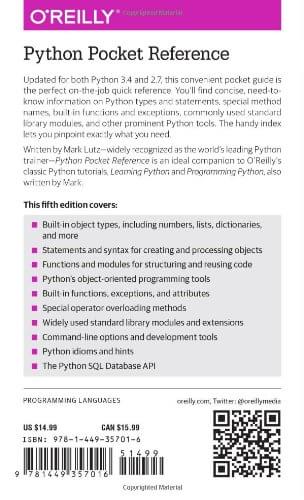 O'REILLY®
Python Pocket Reference
Updated for both Python 3.4 and 2.7, this convenient pocket guide is
the perfect on-the-job quick reference. You'll find concise, need-to-
know information on Python types and statements, special method
names, built-in functions and exceptions, commonly used standard
library modules, and other prominent Python tools. The handy index
lets you pinpoint exactly what you need.
Written by Mark Lutz—widely recognized as the world's leading Python
trainer—Python Pocket Reference is an ideal companion to O'Reilly's
classic Python tutorials, Learning Python and Programming Python, also
written by Mark.
This fifth edition covers:
■ Built-in object types, including numbers, lists, dictionaries,
and more
■ Statements and syntax for creating and processing objects
■ Functions and modules for structuring and reusing code
■ Python's object-oriented programming tools
■ Built-in functions, exceptions, and attributes
■ Special operator overloading methods
■ Widely used standard library modules and extensions
■ Command-line options and development tools
■ Python idioms and hints
■ The Python SQL Database API
PROGRAMMING LANGUAGES
oreilly.com, Twitter: @oreillymedia
US $14.99 CAN $15.99
ISBN: 978-1-449-35701-6
51499
9 781449 357016
Copyrighted Material